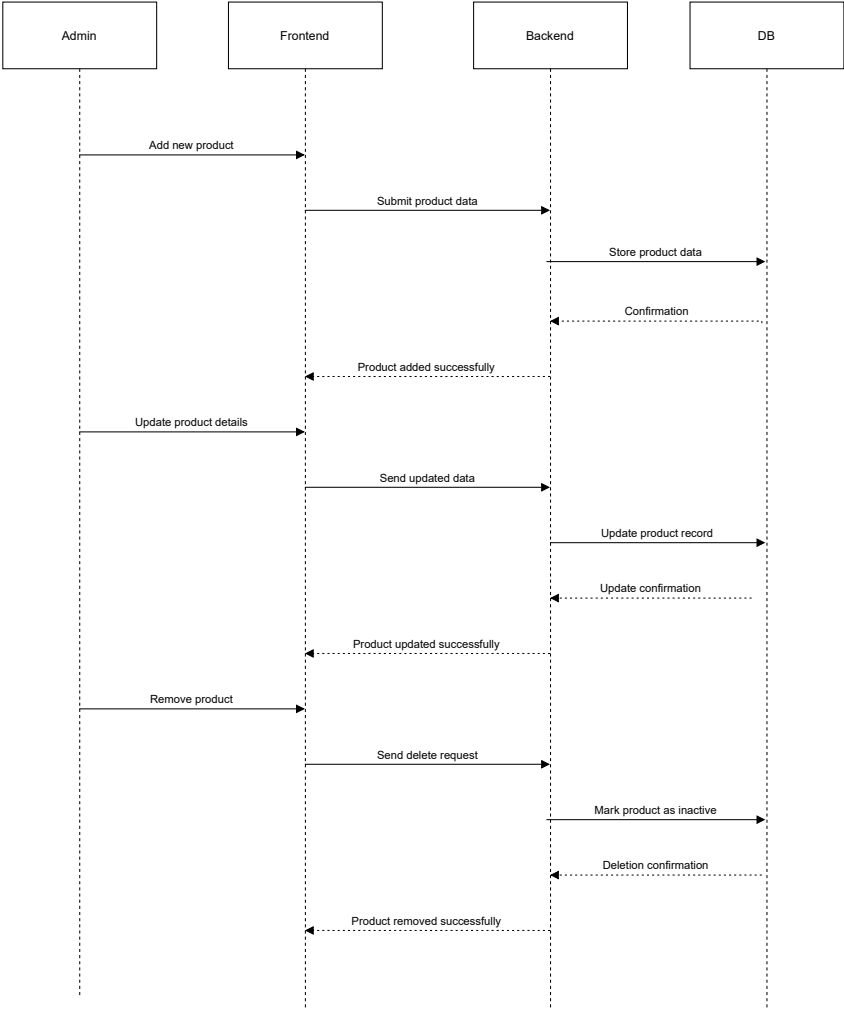 Admin
Frontend
Backend
DB
Add new product
Submit product data
Store product data
Confirmation
Product added successfully
Update product details
Send updated data
Update product record
Update confirmation
Product updated successfully
Remove product
Send delete request
Mark product as inactive
Deletion confirmation
Product removed successfully